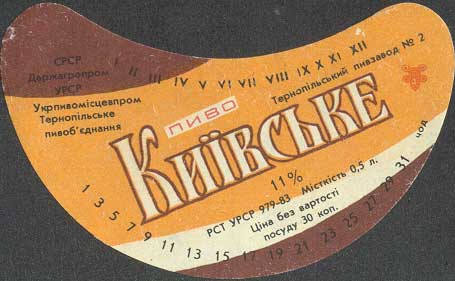 СРСР
Держагропром
УРСР
Укрпивомісцевпром
Тернопільське
пивоб'єднання
I II III IV V VI VII VIII IX X XI XII
Тернопільський пивзавод № 2
ПИВО
КИЇВСЬКЕ
11%
РСТ УРСР 979-83 Місткість 0,5 л.
Ціна без вартості
посуду 30 коп.
1 3 5 7 9 11 13 15 17 19 21 23 25 27 29 31